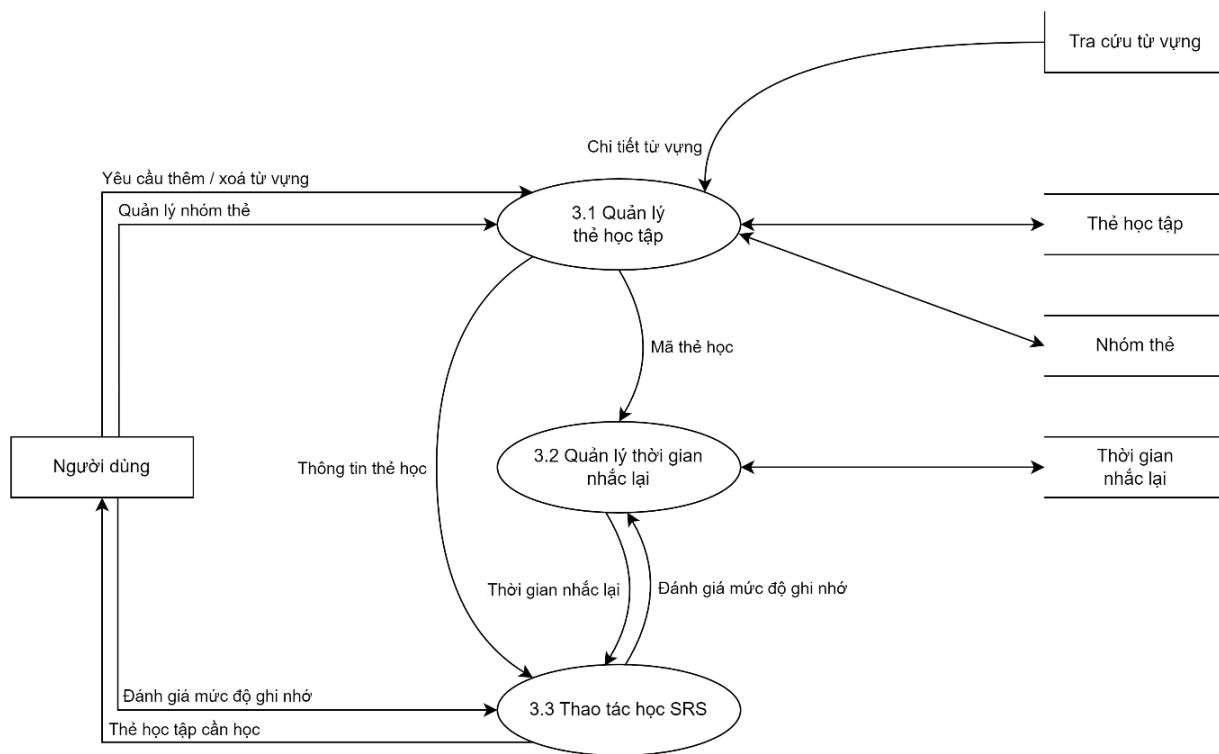 Tra cứu từ vựng
Chi tiết từ vựng
Yêu cầu thêm / xoá từ vựng
Quản lý nhóm thẻ
3.1 Quản lý
thẻ học tập
Thẻ học tập
Mã thẻ học
Nhóm thẻ
Người dùng
Thông tin thẻ học
3.2 Quản lý thời gian
nhắc lại
Thời gian
nhắc lại
Thời gian nhắc lại
Đánh giá mức độ ghi nhớ
Đánh giá mức độ ghi nhớ
Thẻ học tập cần học
3.3 Thao tác học SRS